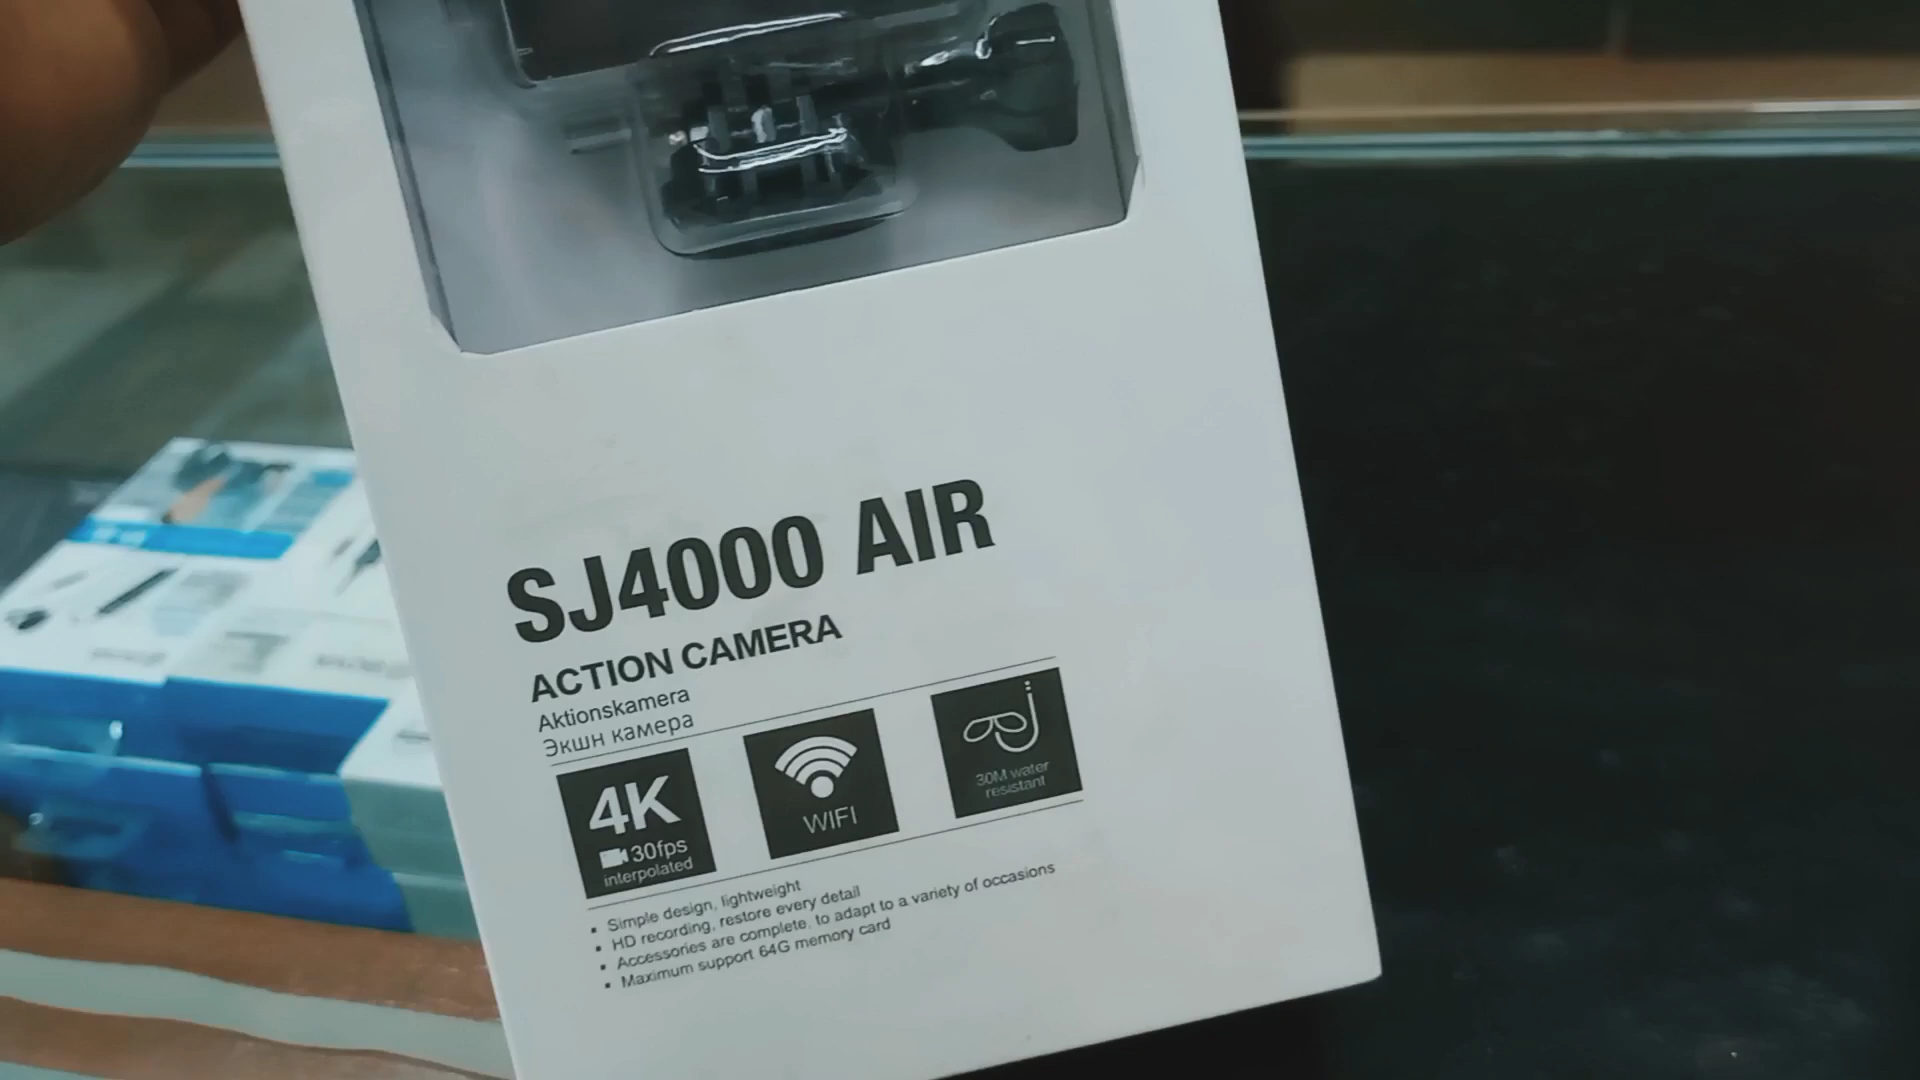 SJ4000 AIR
ACTION CAMERA
Aktionskamera
Экшн камера
4K
30fps
interpolated
WIFI
30M water
resistant
▪ Simple design, lightweight
▪ HD recording, restore every detail
▪ Accessories are complete, to adapt to a variety of occasions
▪ Maximum support 64G memory card